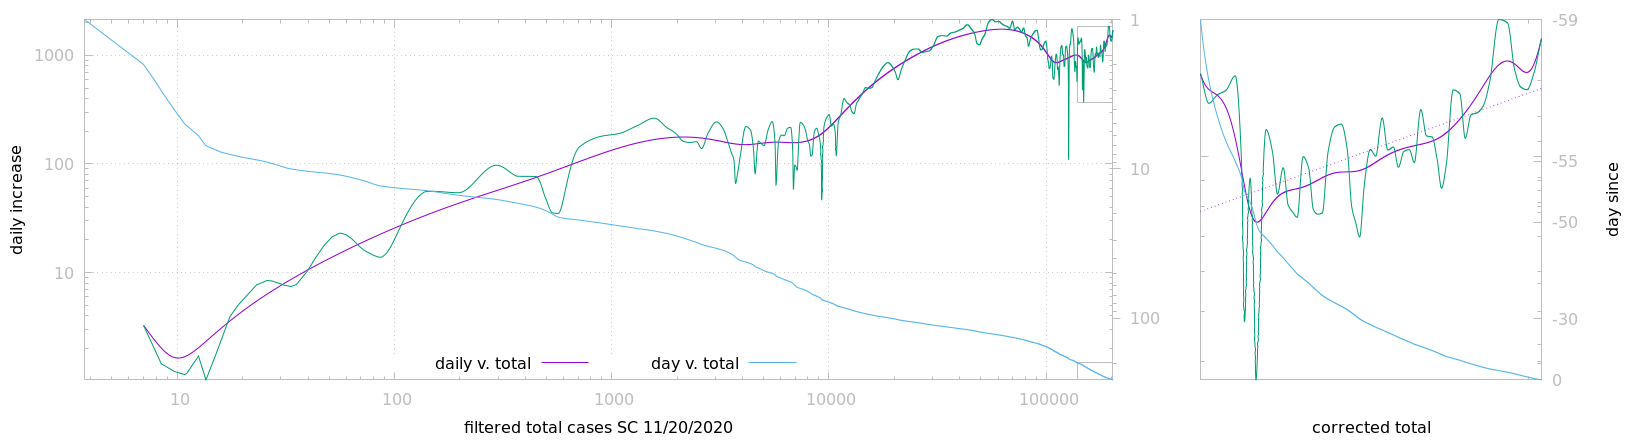 1000
100
10
daily increase
1
10
100
daily v. total
day v. total
10
100
1000
10000
100000
filtered total cases SC 11/20/2020
-59
-55
-50
-30
0
day since
corrected total